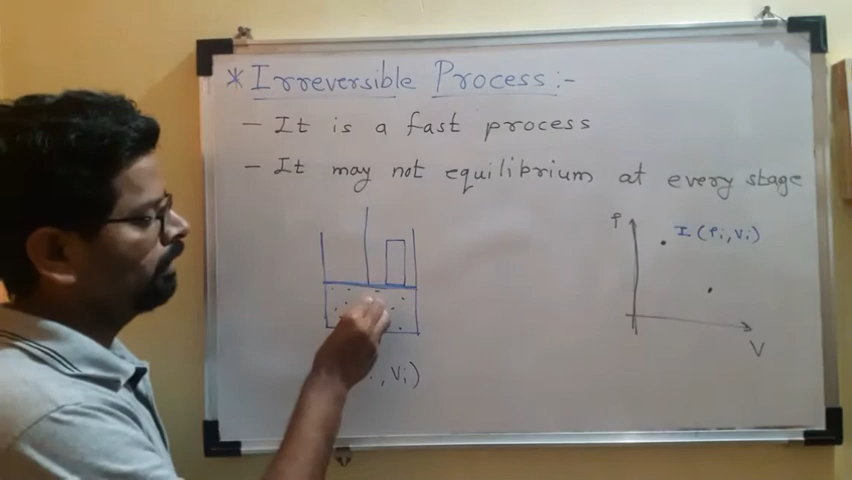 * Irreversible Process:-
- It is a fast process
- It may not equilibrium at every stage
P
I (Pi, Vi)
V
, Vi)